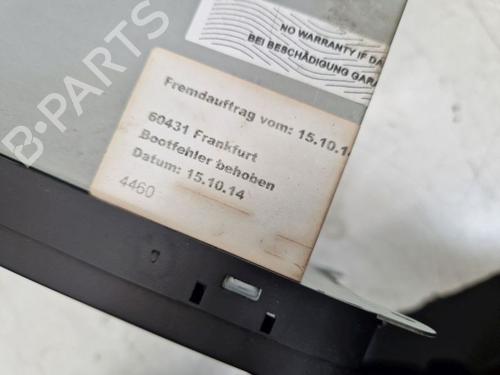 B-PARTS
NO WARRANTY IF DA
BEI BESCHÄDIGUNG GARA
Fremdauftrag vom: 15.10.14
60431 Frankfurt
Bootfehler behoben
Datum: 15.10.14
4460